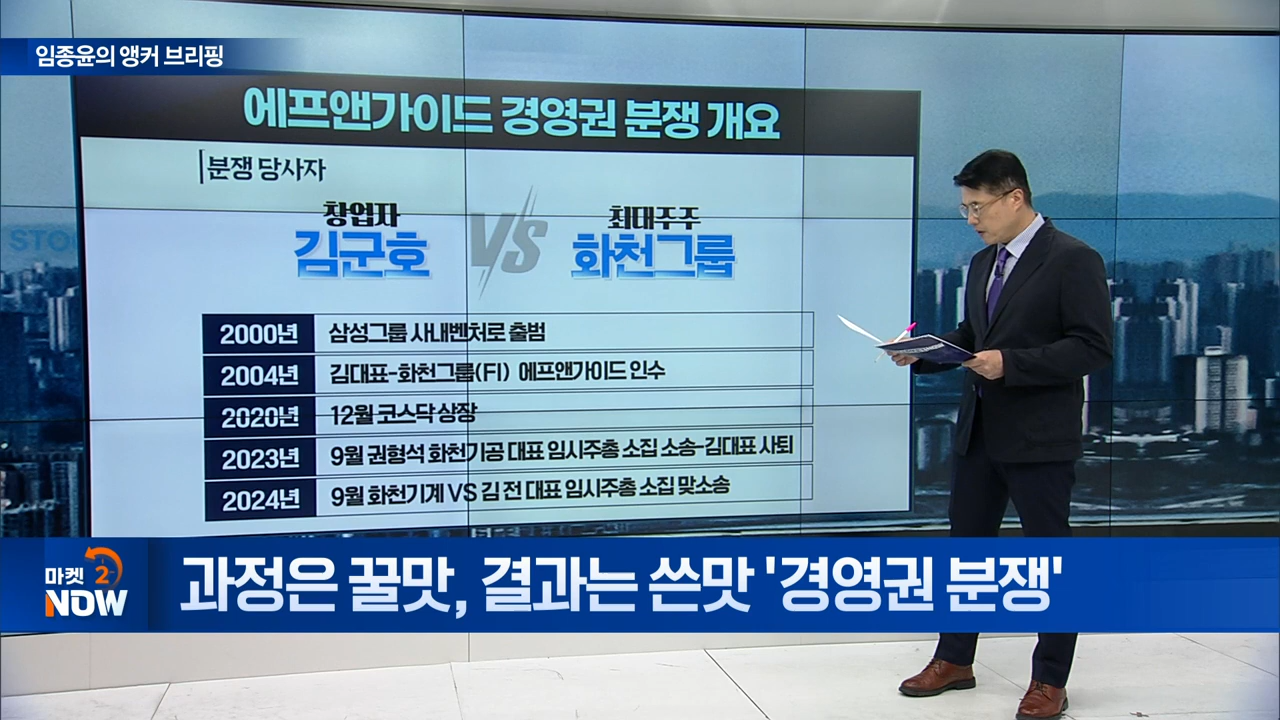 임종윤의 앵커 브리핑
에프앤가이드 경영권 분쟁 개요
분쟁 당사자
창업자
김군호
VS
최대주주
화천그룹
STO
2000년 삼성그룹 사내벤처로 출범
2004년 김대표-화천그룹(FI) 에프앤가이드 인수
2020년 12월 코스닥 상장
2023년 9월 권형석 화천기공 대표 임시주총 소집 소송-김대표 사퇴
2024년 9월 화천기계 VS 김 전 대표 임시주총 소집 맞소송
마켓 2
NOW
과정은 꿀맛, 결과는 쓴맛 '경영권 분쟁'